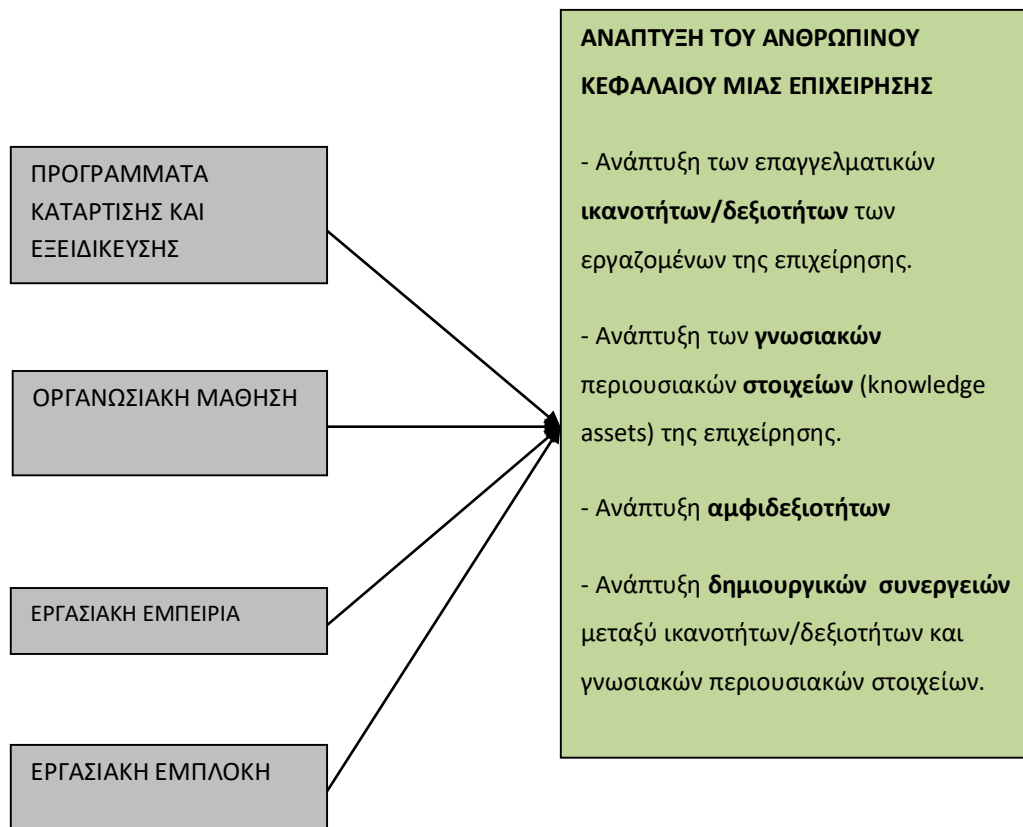 ΠΡΟΓΡΑΜΜΑΤΑ
ΚΑΤΑΡΤΙΣΗΣ ΚΑΙ
ΕΞΕΙΔΙΚΕΥΣΗΣ
ΟΡΓΑΝΩΣΙΑΚΗ ΜΑΘΗΣΗ
ΕΡΓΑΣΙΑΚΗ ΕΜΠΕΙΡΙΑ
ΕΡΓΑΣΙΑΚΗ ΕΜΠΛΟΚΗ
ΑΝΑΠΤΥΞΗ ΤΟΥ ΑΝΘΡΩΠΙΝΟΥ
ΚΕΦΑΛΑΙΟΥ ΜΙΑΣ ΕΠΙΧΕΙΡΗΣΗΣ
- Ανάπτυξη των επαγγελματικών
ικανοτήτων/δεξιοτήτων των
εργαζομένων της επιχείρησης.
- Ανάπτυξη των γνωσιακών
περιουσιακών στοιχείων (knowledge
assets) της επιχείρησης.
- Ανάπτυξη αμφιδεξιοτήτων
- Ανάπτυξη δημιουργικών συνεργειών
μεταξύ ικανοτήτων/δεξιοτήτων και
γνωσιακών περιουσιακών στοιχείων.